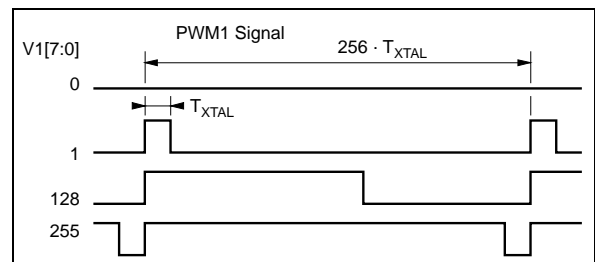 PWM1 Signal
V1[7:0]
256 · TXTAL
0
TXTAL
1
128
255